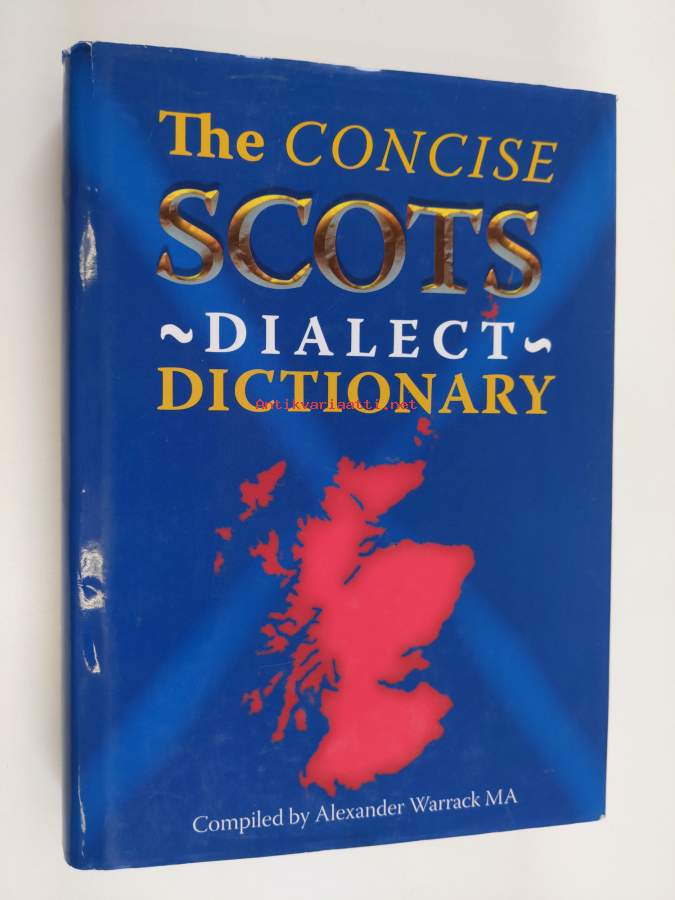 The CONCISE
SCOTS
~DIALECT~
DICTIONARY
Antikvariaatti.net
Compiled by Alexander Warrack MA